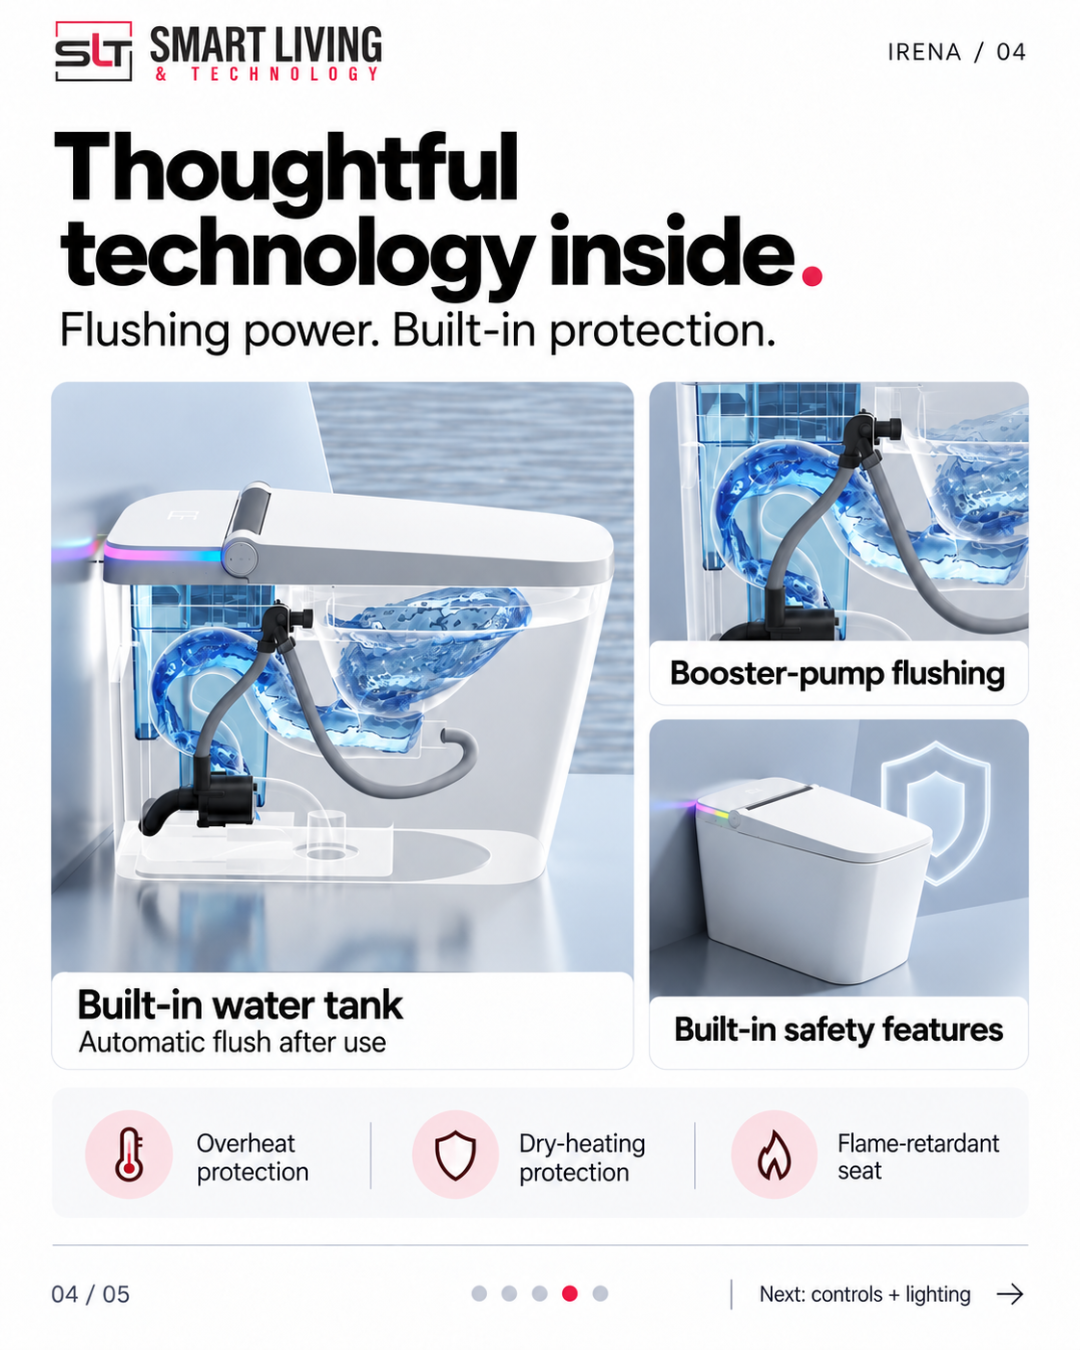 SLT SMART LIVING
& TECHNOLOGY
IRENA / 04
Thoughtful
technology inside.
Flushing power. Built-in protection.
Booster-pump flushing
Built-in water tank
Automatic flush after use
Built-in safety features
Overheat
protection
Dry-heating
protection
Flame-retardant
seat
04 / 05
Next: controls + lighting